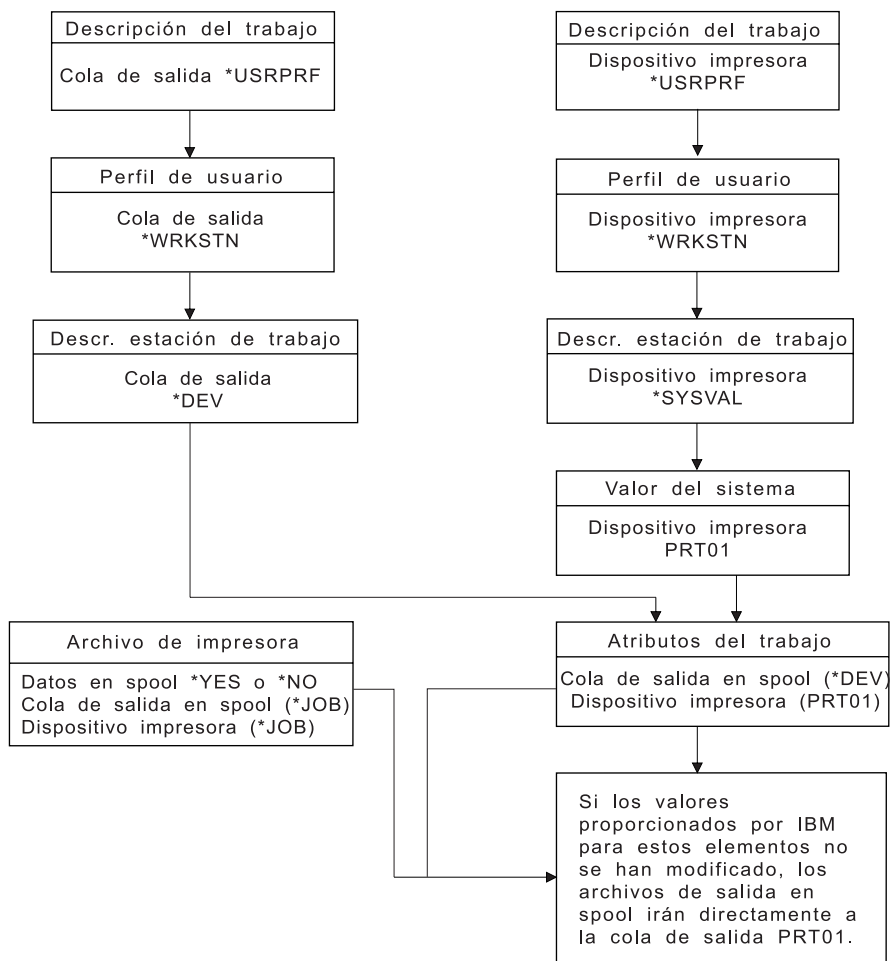 Descripción del trabajo
Cola de salida *USRPRF
Perfil de usuario
Cola de salida
*WRKSTN
Descr. estación de trabajo
Cola de salida
*DEV
Descripción del trabajo
Dispositivo impresora
*USRPRF
Perfil de usuario
Dispositivo impresora
*WRKSTN
Descr. estación de trabajo
Dispositivo impresora
*SYSVAL
Valor del sistema
Dispositivo impresora
PRT01
Archivo de impresora
Datos en spool *YES o *NO
Cola de salida en spool (*JOB)
Dispositivo impresora (*JOB)
Atributos del trabajo
Cola de salida en spool (*DEV)
Dispositivo impresora (PRT01)
Si los valores
proporcionados por IBM
para estos elementos no
se han modificado, los
archivos de salida en
spool irán directamente a
la cola de salida PRT01.